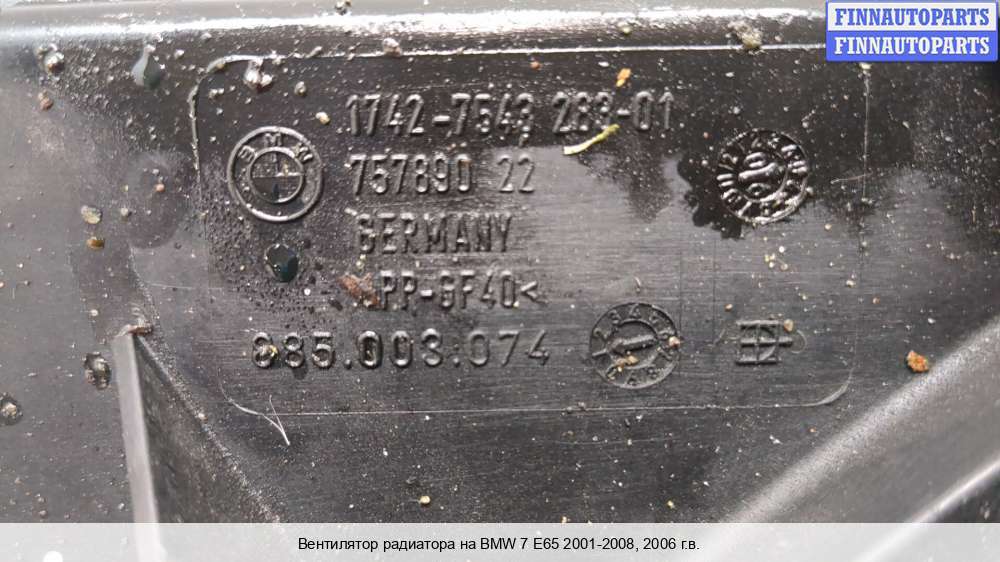 FINNAUTOPARTS
FINNAUTOPARTS
1742-7543 283-01
BMW
757890 22
GERMANY
PP-GF40<
885.003.074
Вентилятор радиатора на BMW 7 E65 2001-2008, 2006 г.в.